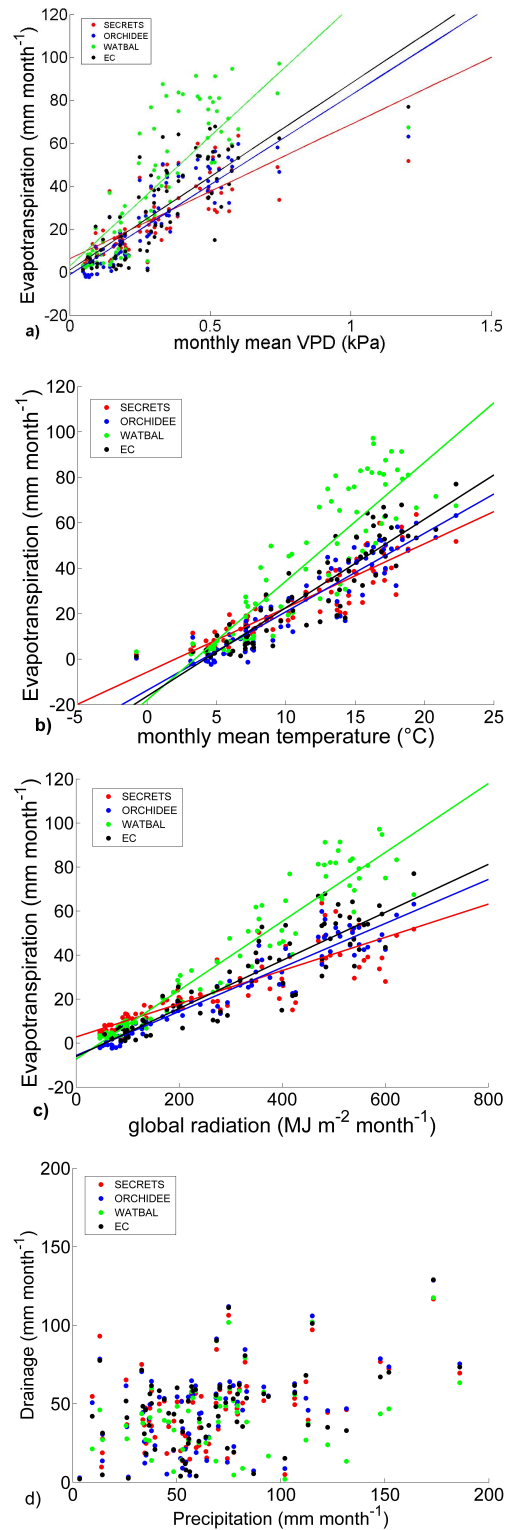 120
100
80
60
40
20
0
-20
Evapotranspiration (mm month-1)
SECRETS
ORCHIDEE
WATBAL
EC
0 0.5 1 1.5
monthly mean VPD (kPa)
a)
120
100
80
60
40
20
0
-20
Evapotranspiration (mm month-1)
SECRETS
ORCHIDEE
WATBAL
EC
-5 0 5 10 15 20 25
monthly mean temperature (°C)
b)
120
100
80
60
40
20
0
-20
Evapotranspiration (mm month-1)
SECRETS
ORCHIDEE
WATBAL
EC
0 200 400 600 800
global radiation (MJ m-2 month-1)
c)
200
150
100
50
0
Drainage (mm month-1)
SECRETS
ORCHIDEE
WATBAL
EC
0 50 100 150 200
Precipitation (mm month-1)
d)